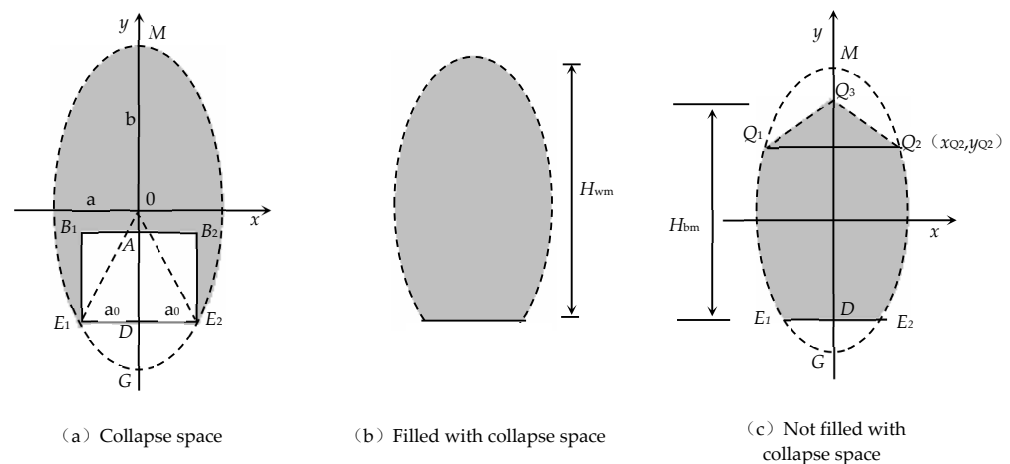 y
M
b
a
0
x
B1
A
B2
a0
a0
E1
D
E2
G
(a) Collapse space
Hwm
(b) Filled with collapse space
y
M
Q3
Q1
Q2 (xQ2,yQ2)
Hbm
x
E1
D
E2
G
(c) Not filled with
collapse space